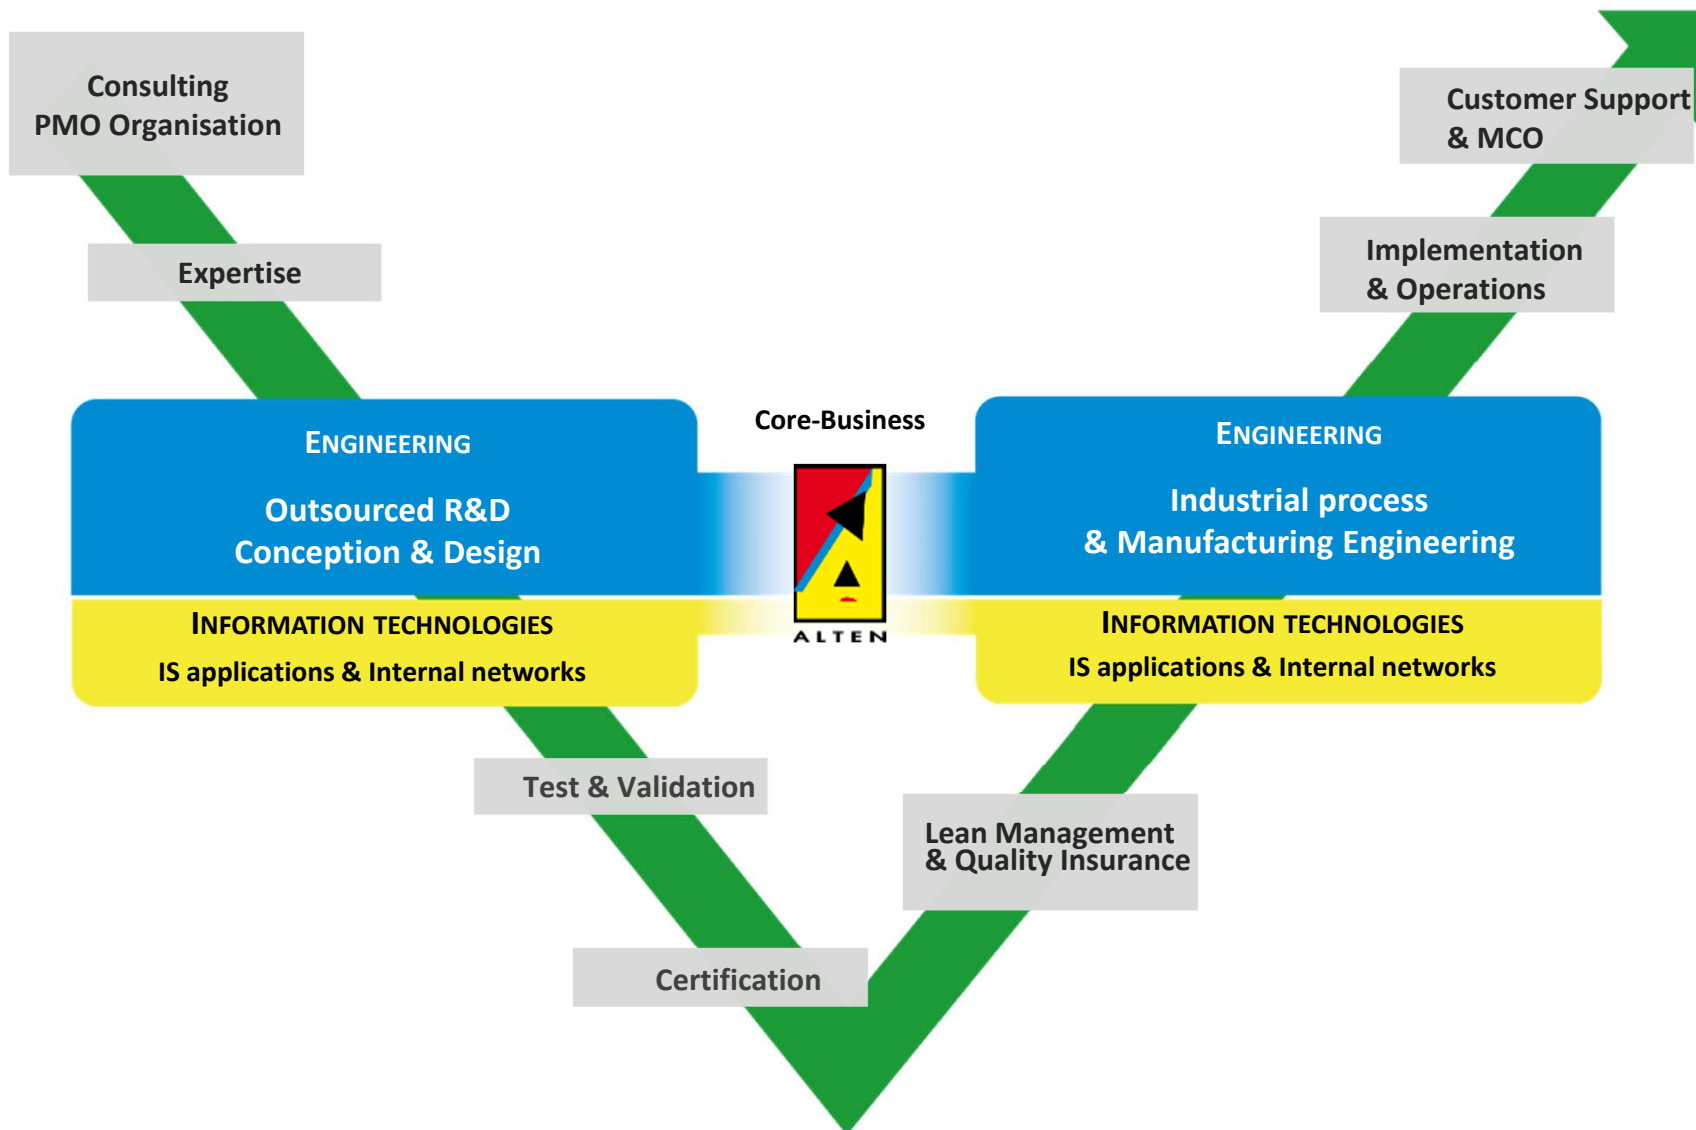 Consulting
PMO Organisation
Expertise
Customer Support
& MCO
Implementation
& Operations
ENGINEERING
Outsourced R&D
Conception & Design
INFORMATION TECHNOLOGIES
IS applications & Internal networks
Core-Business
ALTEN
ENGINEERING
Industrial process
& Manufacturing Engineering
INFORMATION TECHNOLOGIES
IS applications & Internal networks
Test & Validation
Certification
Lean Management
& Quality Insurance